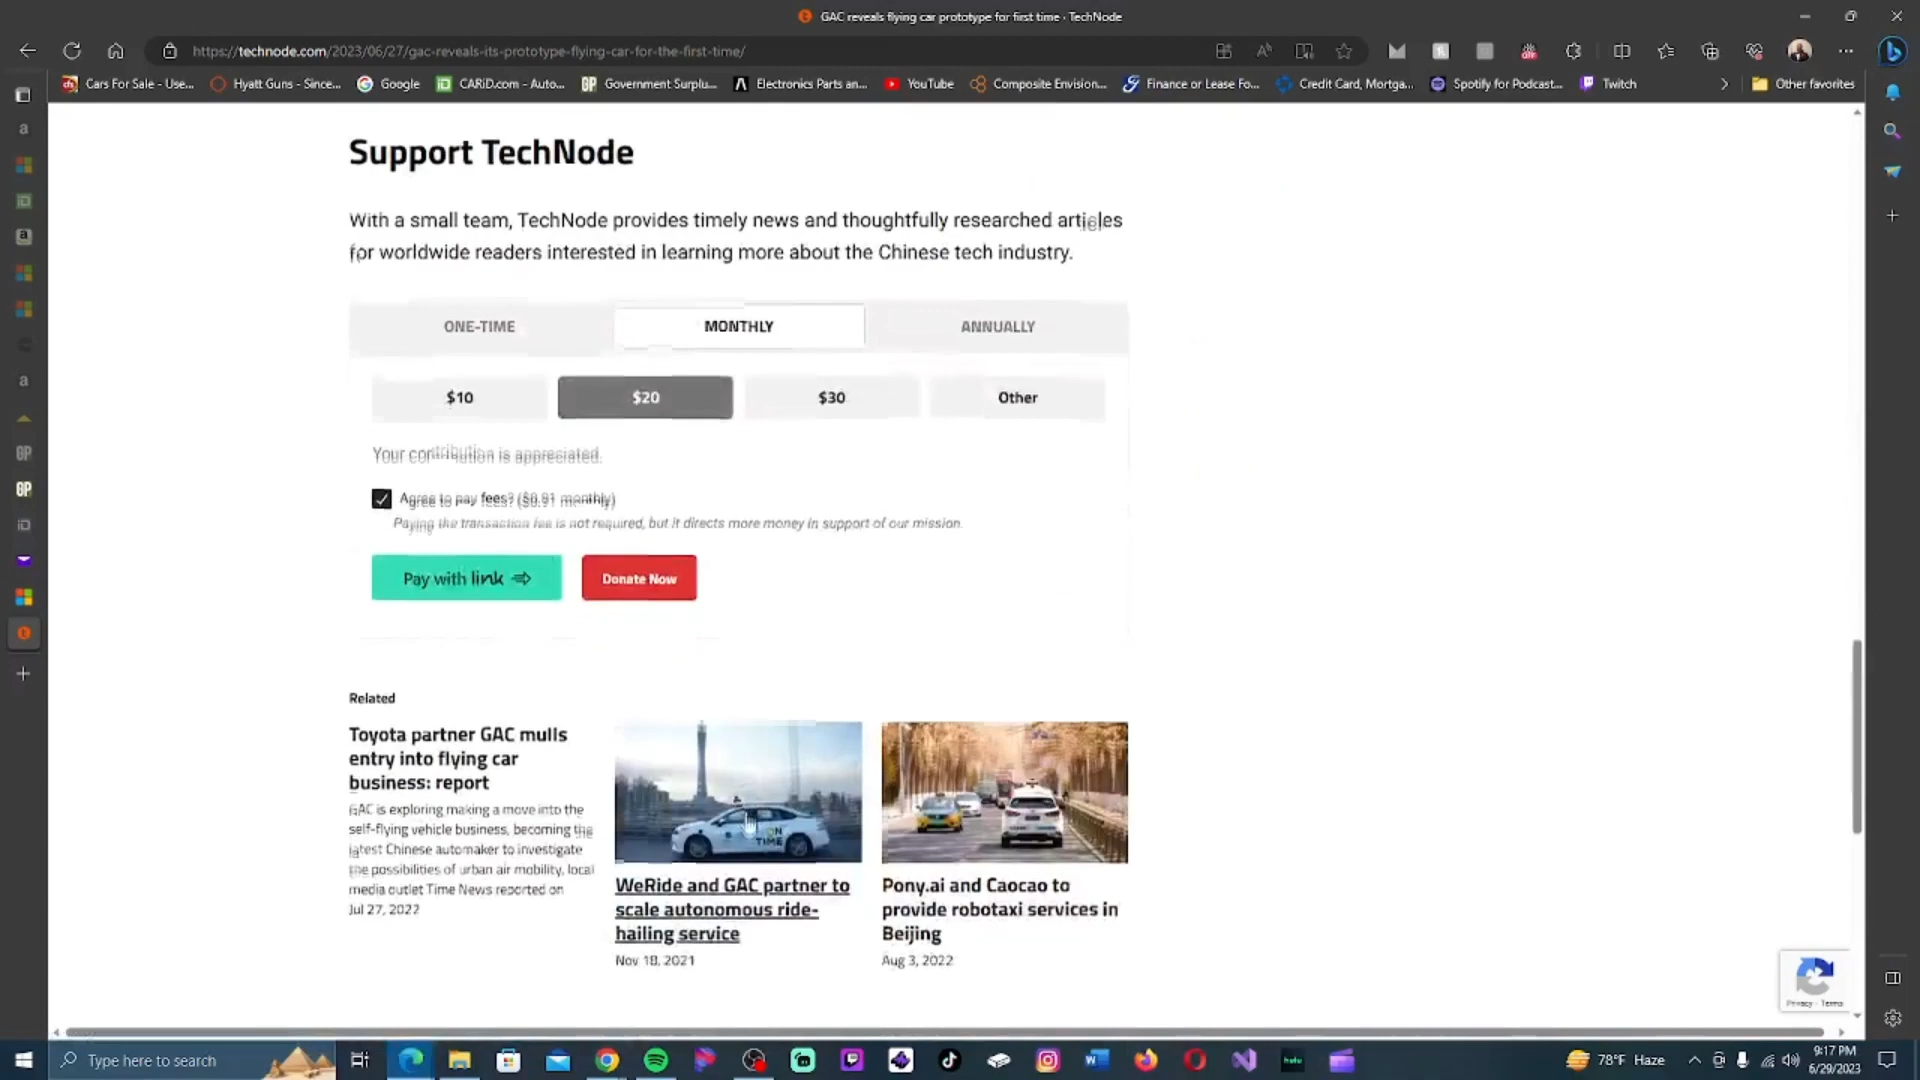 GAC reveals flying car prototype for first time · TechNode
https://technode.com/2023/06/27/gac-reveals-its-prototype-flying-car-for-the-first-time/
Cars For Sale - Use... Hyatt Guns - Since... Google CARiD.com - Auto... Government Surplu... Electronics Parts an... YouTube Composite Envision... Finance or Lease Fo... Credit Card, Mortga... Spotify for Podcast... Twitch Other favorites
Support TechNode
With a small team, TechNode provides timely news and thoughtfully researched articles
for worldwide readers interested in learning more about the Chinese tech industry.
ONE-TIME MONTHLY ANNUALLY
$10 $20 $30 Other
Your contribution is appreciated.
Agree to pay fees? ($0.91 monthly)
Paying the transaction fee is not required, but it directs more money in support of our mission.
Pay with link Donate Now
Related
Toyota partner GAC mulls
entry into flying car
business: report
GAC is exploring making a move into the
self-flying vehicle business, becoming the
latest Chinese automaker to investigate
the possibilities of urban air mobility, local
media outlet Time News reported on
Jul 27, 2022
ON
TIME
WeRide and GAC partner to
scale autonomous ride-
hailing service
Nov 18, 2021
Pony.ai and Caocao to
provide robotaxi services in
Beijing
Aug 3, 2022
Privacy - Terms
Type here to search
hulu
78°F Haze
9:17 PM
6/29/2023